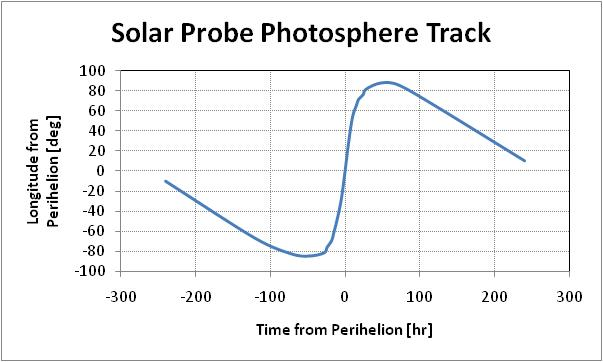 Solar Probe Photosphere Track
100
80
60
40
20
0
-20
-40
-60
-80
-100
Longitude from
Perihelion [deg]
-300 -200 -100 0 100 200 300
Time from Perihelion [hr]